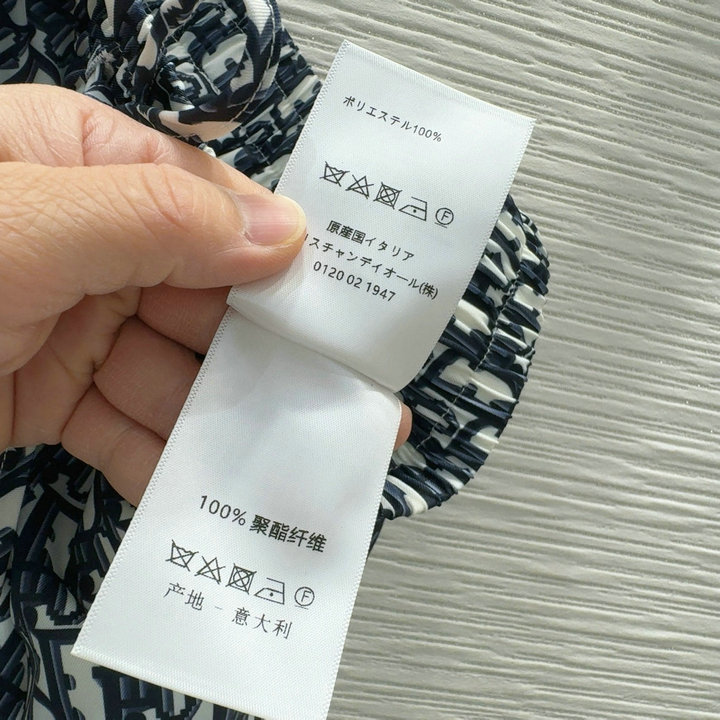 ポリエステル100%
F
原産国イタリア
スチャンディオール(株)
0120 02 1947
100% 聚酯纤维
F
产地 - 意大利